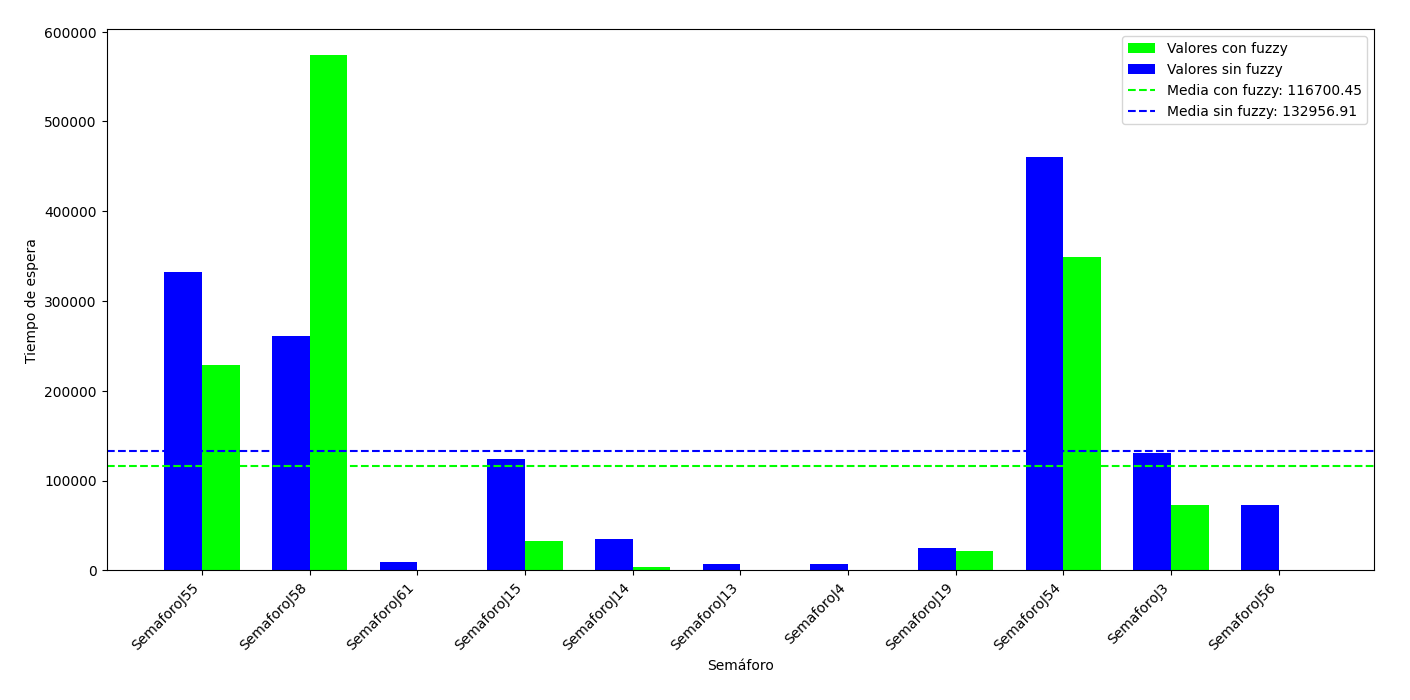 600000
500000
400000
300000
200000
100000
0
Tiempo de espera
Valores con fuzzy
Valores sin fuzzy
Media con fuzzy: 116700.45
Media sin fuzzy: 132956.91
SemaforoJ55
SemaforoJ58
SemaforoJ61
SemaforoJ15
SemaforoJ14
SemaforoJ13
SemaforoJ4
SemaforoJ19
SemaforoJ54
SemaforoJ3
SemaforoJ56
Semáforo